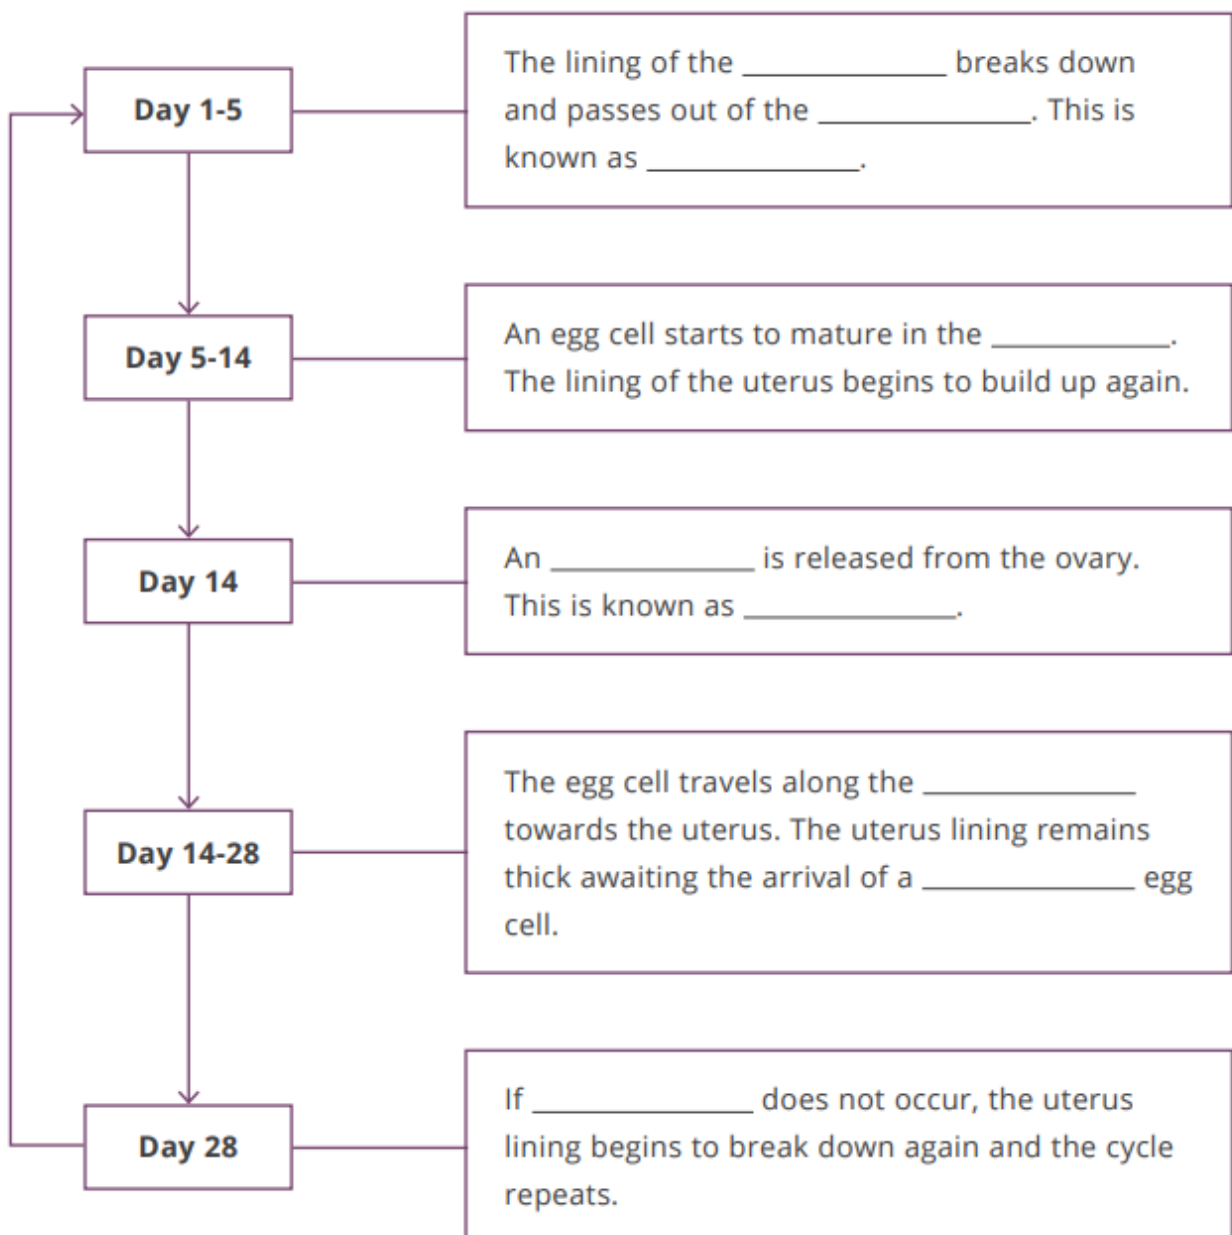 Day 1-5
The lining of the ______________ breaks down
and passes out of the ______________. This is
known as ______________.
Day 5-14
An egg cell starts to mature in the ____________.
The lining of the uterus begins to build up again.
Day 14
An ______________ is released from the ovary.
This is known as ______________.
Day 14-28
The egg cell travels along the ______________
towards the uterus. The uterus lining remains
thick awaiting the arrival of a ______________ egg
cell.
Day 28
If ______________ does not occur, the uterus
lining begins to break down again and the cycle
repeats.